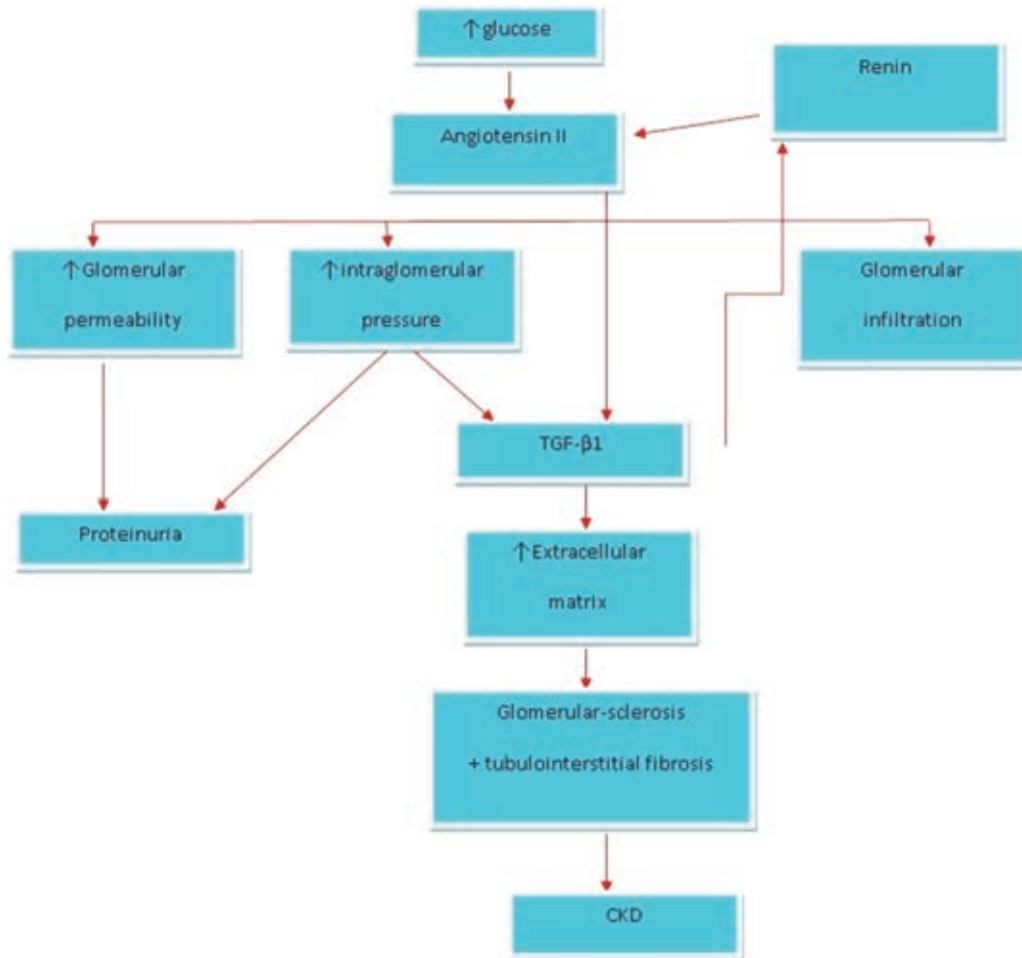 ↑glucose
Renin
Angiotensin II
↑Glomerular
permeability
↑intraglomerular
pressure
Glomerular
infiltration
TGF-β1
Proteinuria
↑Extracellular
matrix
Glomerular-sclerosis
+ tubulointerstitial fibrosis
CKD